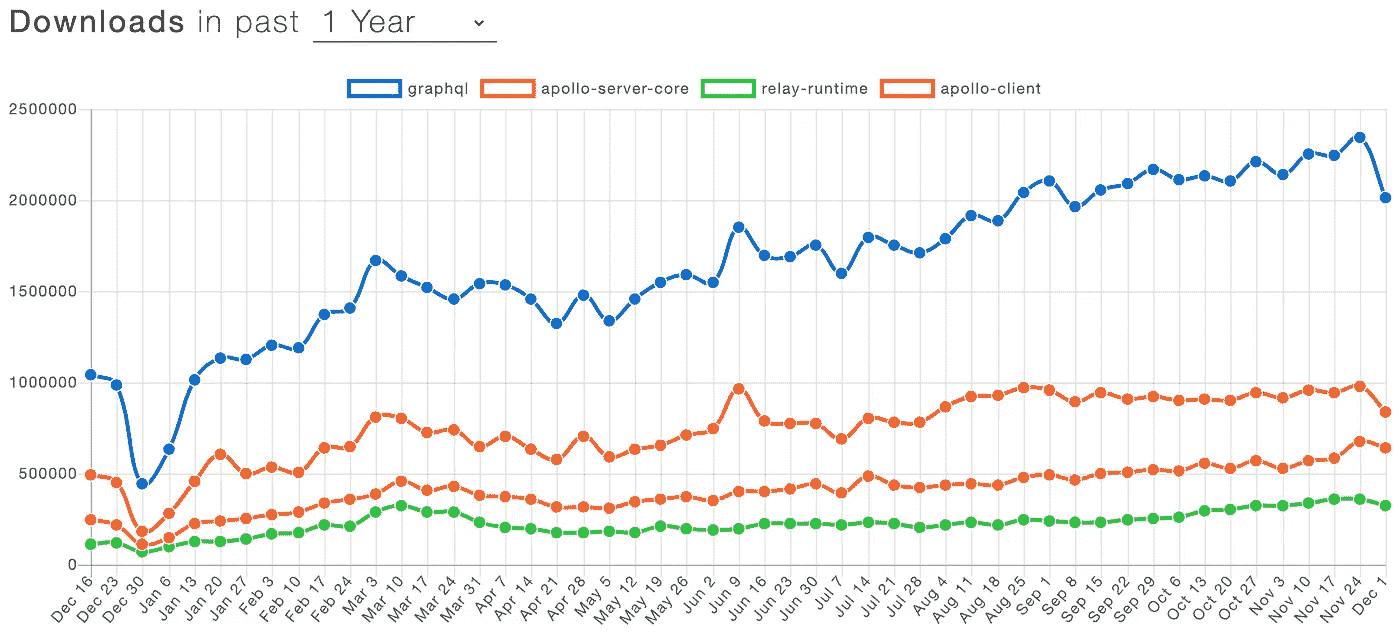 Downloads in past 1 Year
graphql apollo-server-core relay-runtime apollo-client
2500000
2000000
1500000
1000000
500000
0
Dec 16 Dec 23 Dec 30 Jan 6 Jan 13 Jan 20 Jan 27 Feb 3 Feb 10 Feb 17 Feb 24 Mar 3 Mar 10 Mar 17 Mar 24 Mar 31 Apr 7 Apr 14 Apr 21 Apr 28 May 5 May 12 May 19 May 26 Jun 2 Jun 9 Jun 16 Jun 23 Jun 30 Jul 7 Jul 14 Jul 21 Jul 28 Aug 4 Aug 11 Aug 18 Aug 25 Sep 1 Sep 8 Sep 15 Sep 22 Sep 29 Oct 6 Oct 13 Oct 20 Oct 27 Nov 3 Nov 10 Nov 17 Nov 24 Dec 1